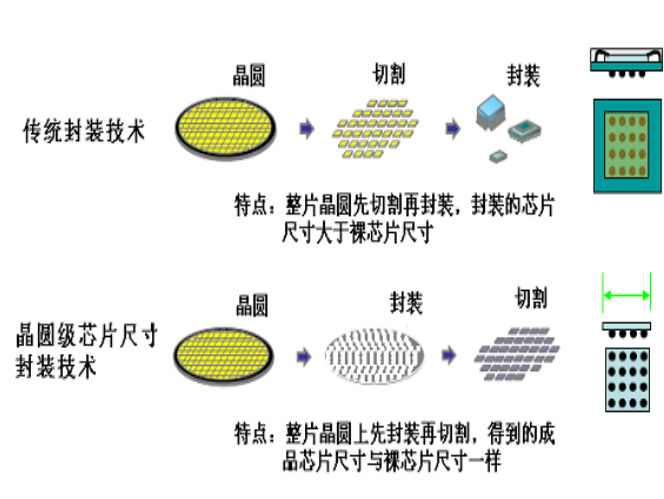 晶圆
切割
封装
传统封装技术
特点：整片晶圆先切割再封装，封装的芯片
尺寸大于裸芯片尺寸
晶圆
封装
切割
晶圆级芯片尺寸
封装技术
特点：整片晶圆上先封装再切割，得到的成
品芯片尺寸与裸芯片尺寸一样